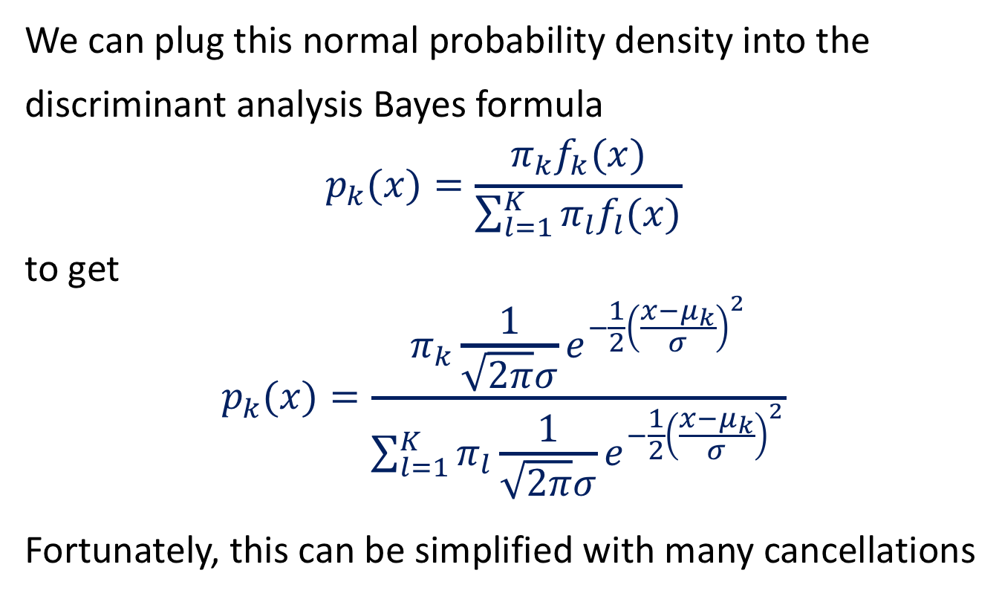 We can plug this normal probability density into the
discriminant analysis Bayes formula
$p_k(x) = \frac{\pi_k f_k(x)}{\sum_{l=1}^{K} \pi_l f_l(x)}$
to get
$p_k(x) = \frac{\pi_k \frac{1}{\sqrt{2\pi}\sigma} e^{-\frac{1}{2}\left(\frac{x-\mu_k}{\sigma}\right)^2}}{\sum_{l=1}^{K} \pi_l \frac{1}{\sqrt{2\pi}\sigma} e^{-\frac{1}{2}\left(\frac{x-\mu_k}{\sigma}\right)^2}}$
Fortunately, this can be simplified with many cancellations